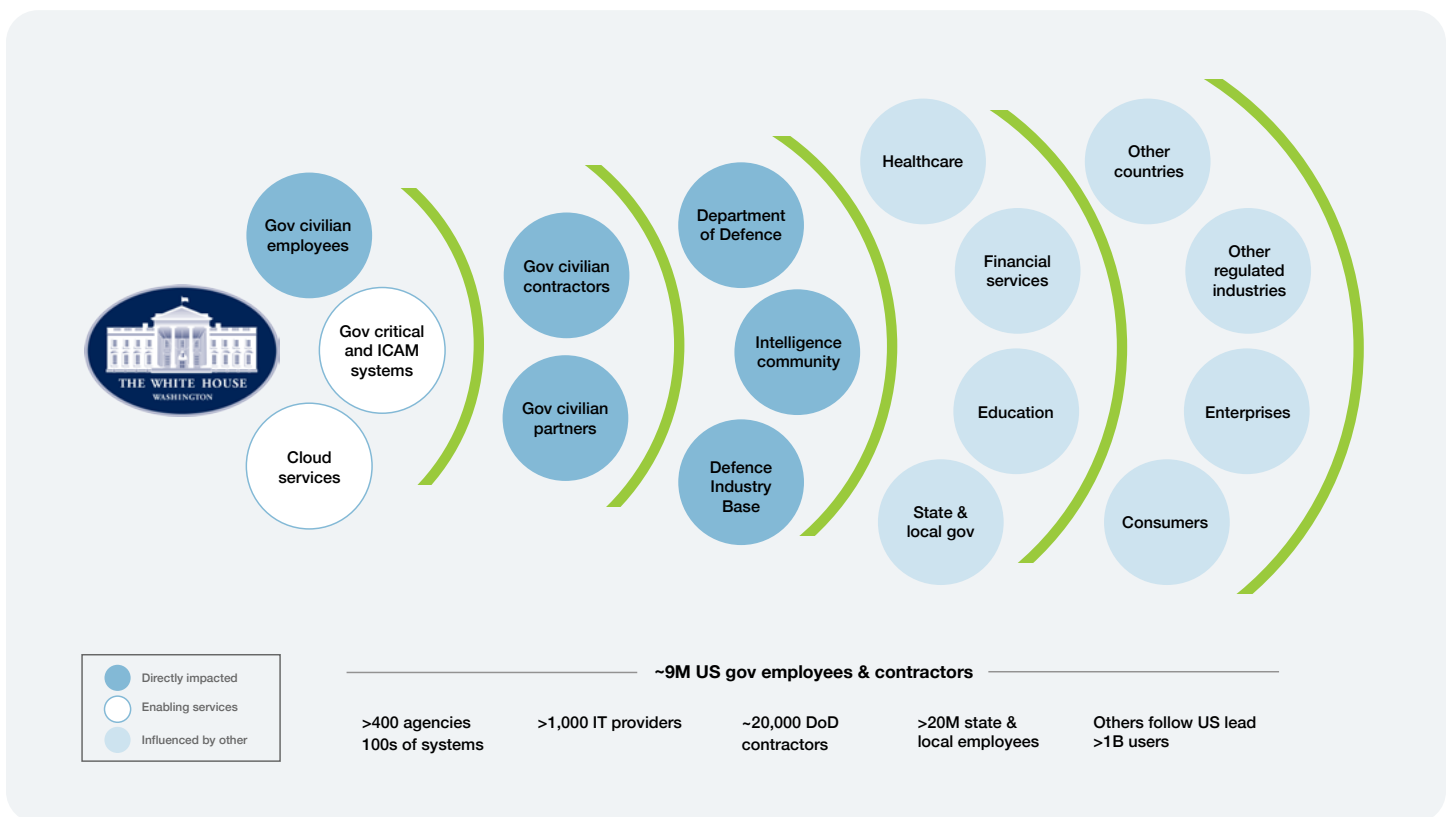 THE WHITE HOUSE
WASHINGTON
Gov civilian
employees
Gov critical
and ICAM
systems
Cloud
services
Gov civilian
contractors
Gov civilian
partners
Department
of Defence
Intelligence
community
Defence
Industry
Base
Healthcare
Financial
services
Education
State &
local gov
Other
countries
Other
regulated
industries
Enterprises
Consumers
Directly impacted
Enabling services
Influenced by other
~9M US gov employees & contractors
>400 agencies
100s of systems
>1,000 IT providers
~20,000 DoD
contractors
>20M state &
local employees
Others follow US lead
>1B users